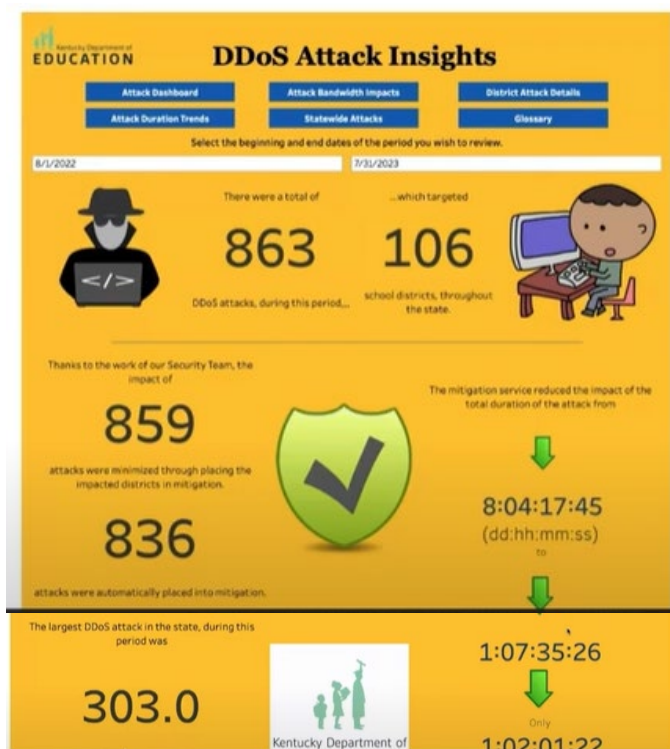 Kentucky Department of
EDUCATION
DDoS Attack Insights
Attack Dashboard
Attack Bandwidth Impacts
District Attack Details
Attack Duration Trends
Statewide Attacks
Glossary
Select the beginning and end dates of the period you wish to review.
8/1/2022
7/31/2023
There were a total of
863
DDoS attacks, during this period,..
...which targeted
106
school districts, throughout
the state.
</>
Thanks to the work of our Security Team, the
impact of
859
attacks were minimized through placing the
impacted districts in mitigation.
836
attacks were automatically placed into mitigation.
The mitigation service reduced the impact of the
total duration of the attack from
8:04:17:45
(dd:hh:mm:ss)
to
1:07:35:26
Only
1:02:01:22
The largest DDoS attack in the state, during this
period was
303.0
Kentucky Department of